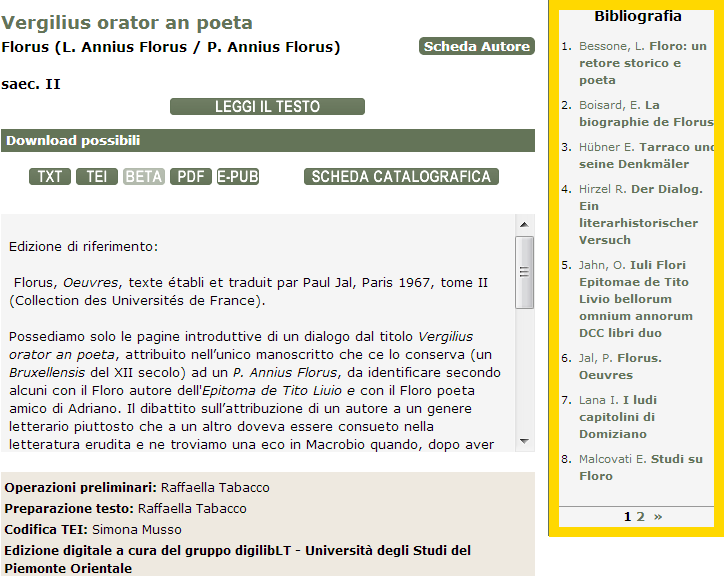 Vergilius orator an poeta
Florus (L. Annius Florus / P. Annius Florus)
Scheda Autore
saec. II
LEGGI IL TESTO
Download possibili
TXT TEI BETA PDF E-PUB SCHEDA CATALOGRAFICA
Edizione di riferimento:
Florus, Oeuvres, texte établi et traduit par Paul Jal, Paris 1967, tome II
(Collection des Universités de France).
Possediamo solo le pagine introduttive di un dialogo dal titolo Vergilius
orator an poeta, attribuito nell’unico manoscritto che ce lo conserva (un
Bruxellensis del XII secolo) ad un P. Annius Florus, da identificare secondo
alcuni con il Floro autore dell'Epitoma de Tito Liuio e con il Floro poeta
amico di Adriano. Il dibattito sull’attribuzione di un autore a un genere
letterario piuttosto che a un altro doveva essere consueto nella
letteratura erudita e ne troviamo una eco in Macrobio quando, dopo aver
Operazioni preliminari: Raffaella Tabacco
Preparazione testo: Raffaella Tabacco
Codifica TEI: Simona Musso
Edizione digitale a cura del gruppo digilibLT - Università degli Studi del
Piemonte Orientale
Bibliografia
1. Bessone, L. Floro: un
retore storico e
poeta
2. Boisard, E. La
biographie de Florus
3. Hübner E. Tarraco und
seine Denkmäler
4. Hirzel R. Der Dialog.
Ein
literarhistorischer
Versuch
5. Jahn, O. Iuli Flori
Epitomae de Tito
Livio bellorum
omnium annorum
DCC libri duo
6. Jal, P. Florus.
Oeuvres
7. Lana I. I ludi
capitolini di
Domiziano
8. Malcovati E. Studi su
Floro
1 2 »